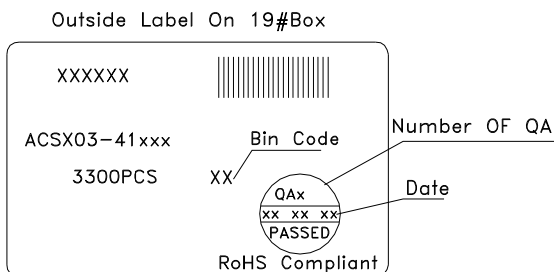 Outside Label On 19#Box
XXXXXX
ACSX03-41xxx
Bin Code
Number OF QA
3300PCS
XX
QAx
Date
xx xx xx
PASSED
RoHS Compliant